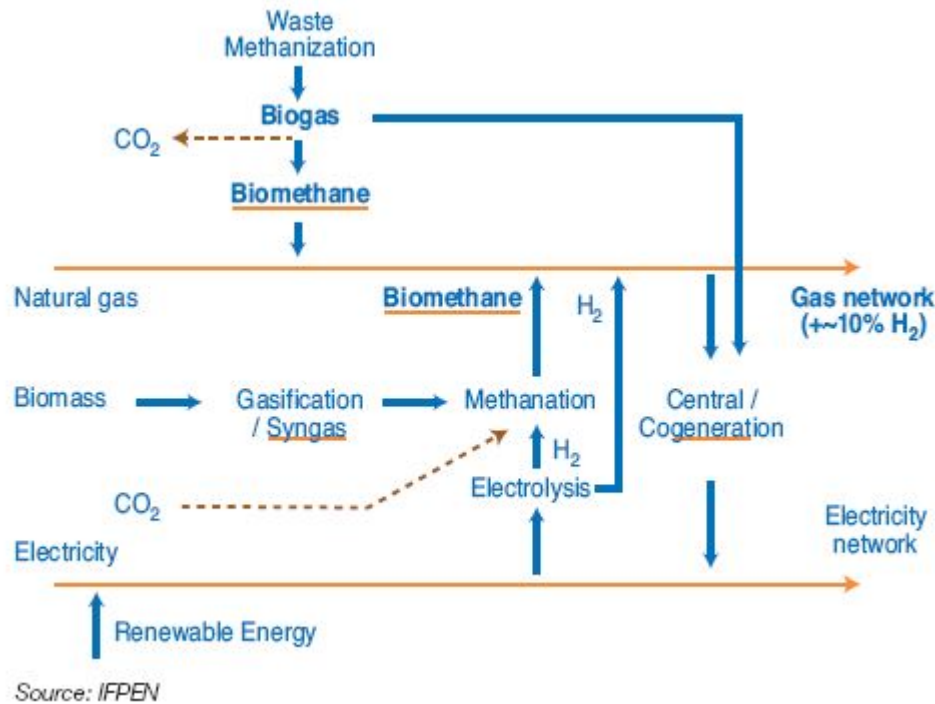 Waste
Methanization
Biogas
CO₂
Biomethane
Natural gas
Biomethane
H₂
Gas network
(+~10% H₂)
Biomass
Gasification
/ Syngas
Methanation
Central /
Cogeneration
H₂
Electrolysis
CO₂
Electricity
Electricity
network
Renewable Energy
Source: IFPEN